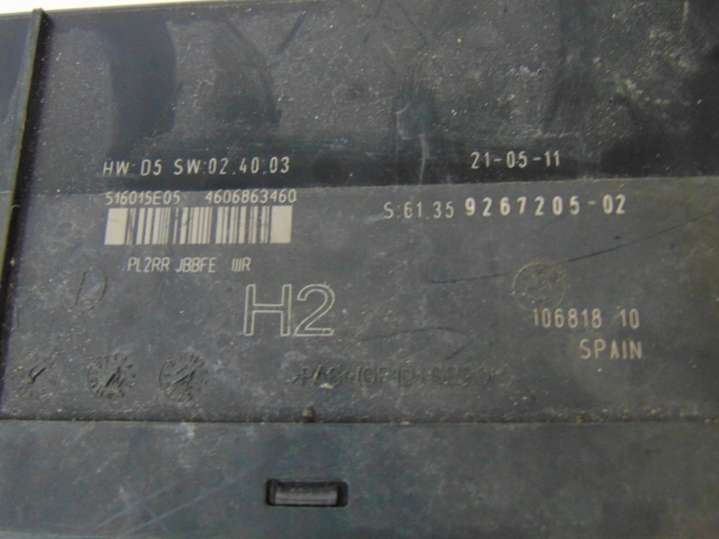 HW: D5 SW:02.40.03
21-05-11
516015E05 4606863460
S:61.35 9267205-02
PL2RR JBBFE IIIR
H2
106818 10
SPAIN